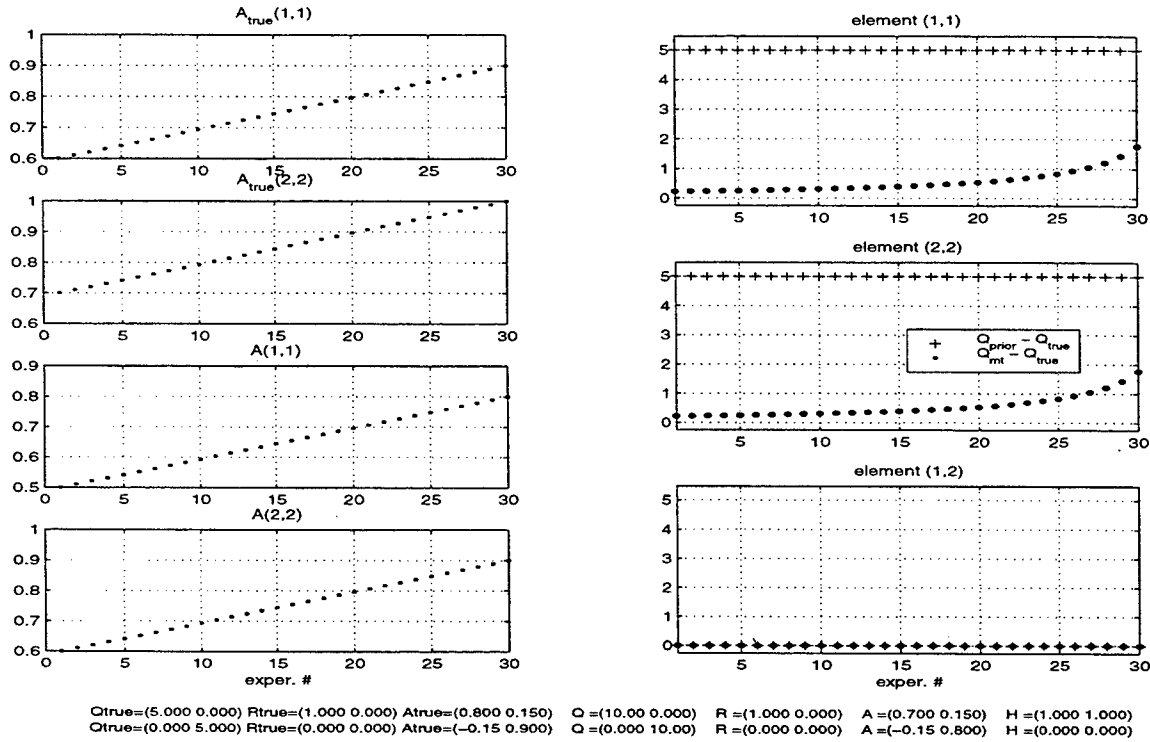 A_true(1,1)
1
0.9
0.8
0.7
0.6
0 5 10 15 20 25 30
A_true(2,2)
1
0.9
0.8
0.7
0.6
0 5 10 15 20 25 30
A(1,1)
0.9
0.8
0.7
0.6
0.5
0 5 10 15 20 25 30
A(2,2)
1
0.9
0.8
0.7
0.6
0 5 10 15 20 25 30
exper. #
element (1,1)
5
4
3
2
1
0
5 10 15 20 25 30
element (2,2)
5
4
3
2
1
0
+ Q_prior − Q_true
• Q_mt − Q_true
5 10 15 20 25 30
element (1,2)
5
4
3
2
1
0
5 10 15 20 25 30
exper. #
Qtrue=(5.000 0.000) Rtrue=(1.000 0.000) Atrue=(0.800 0.150) Q =(10.00 0.000) R =(1.000 0.000) A =(0.700 0.150) H =(1.000 1.000)
Qtrue=(0.000 5.000) Rtrue=(0.000 0.000) Atrue=(−0.15 0.900) Q =(0.000 10.00) R =(0.000 0.000) A =(−0.15 0.800) H =(0.000 0.000)